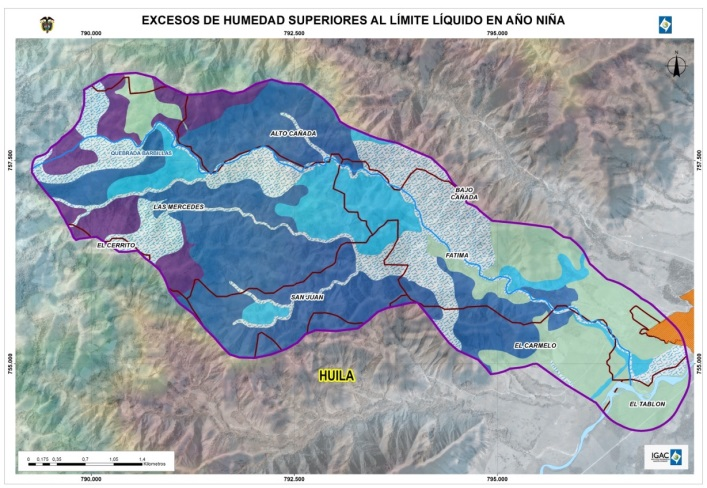 EXCESOS DE HUMEDAD SUPERIORES AL LÍMITE LÍQUIDO EN AÑO NIÑA
790.000
792.500
795.000
N
757.500
757.500
ALTO CAÑADA
QUEBRADA BARBILLAS
BAJO
CAÑADA
LAS MERCEDES
EL CERRITO
FATIMA
SAN JUAN
EL CARMELO
755.000
755.000
HUILA
EL TABLON
0 0,175 0,35 0,7 1,05 1,4
Kilometros
IGAC
790.000
792.500
795.000